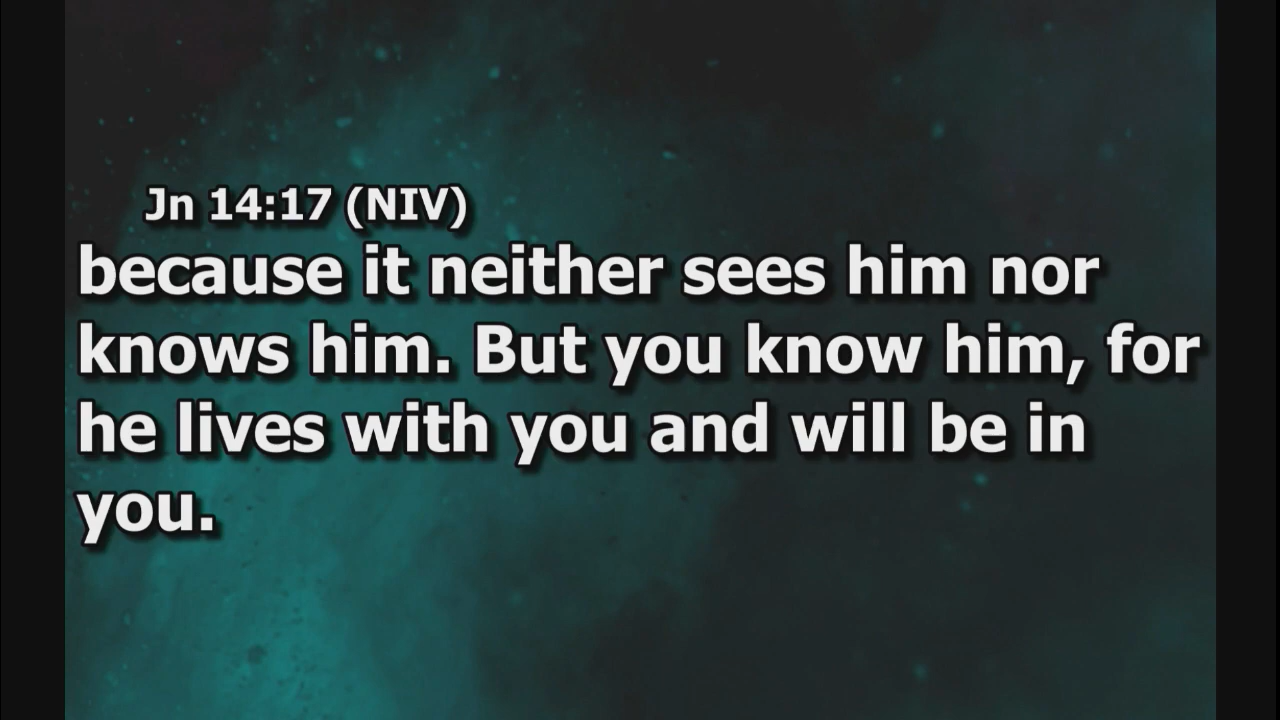 Jn 14:17 (NIV)
because it neither sees him nor
knows him. But you know him, for
he lives with you and will be in
you.